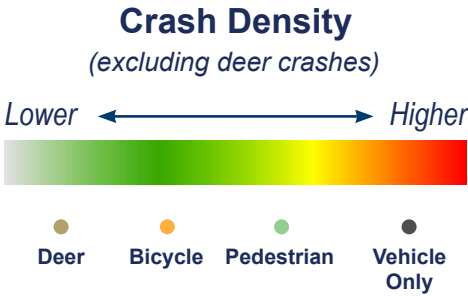 Crash Density
(excluding deer crashes)
Lower Higher
Deer Bicycle Pedestrian Vehicle
Only